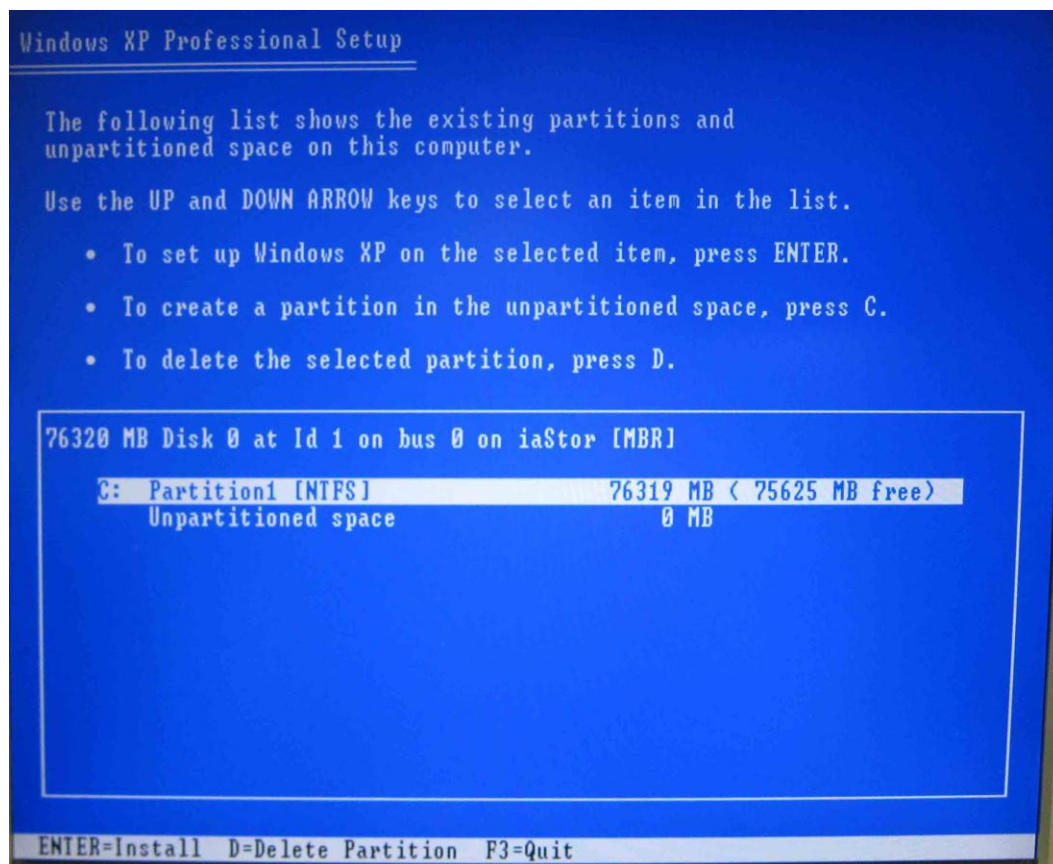 Windows XP Professional Setup
The following list shows the existing partitions and
unpartitioned space on this computer.
Use the UP and DOWN ARROW keys to select an item in the list.
• To set up Windows XP on the selected item, press ENTER.
• To create a partition in the unpartitioned space, press C.
• To delete the selected partition, press D.
76320 MB Disk 0 at Id 1 on bus 0 on iaStor [MBR]
C: Partition1 [NTFS] 76319 MB ( 75625 MB free)
Unpartitioned space 0 MB
ENTER=Install D=Delete Partition F3=Quit